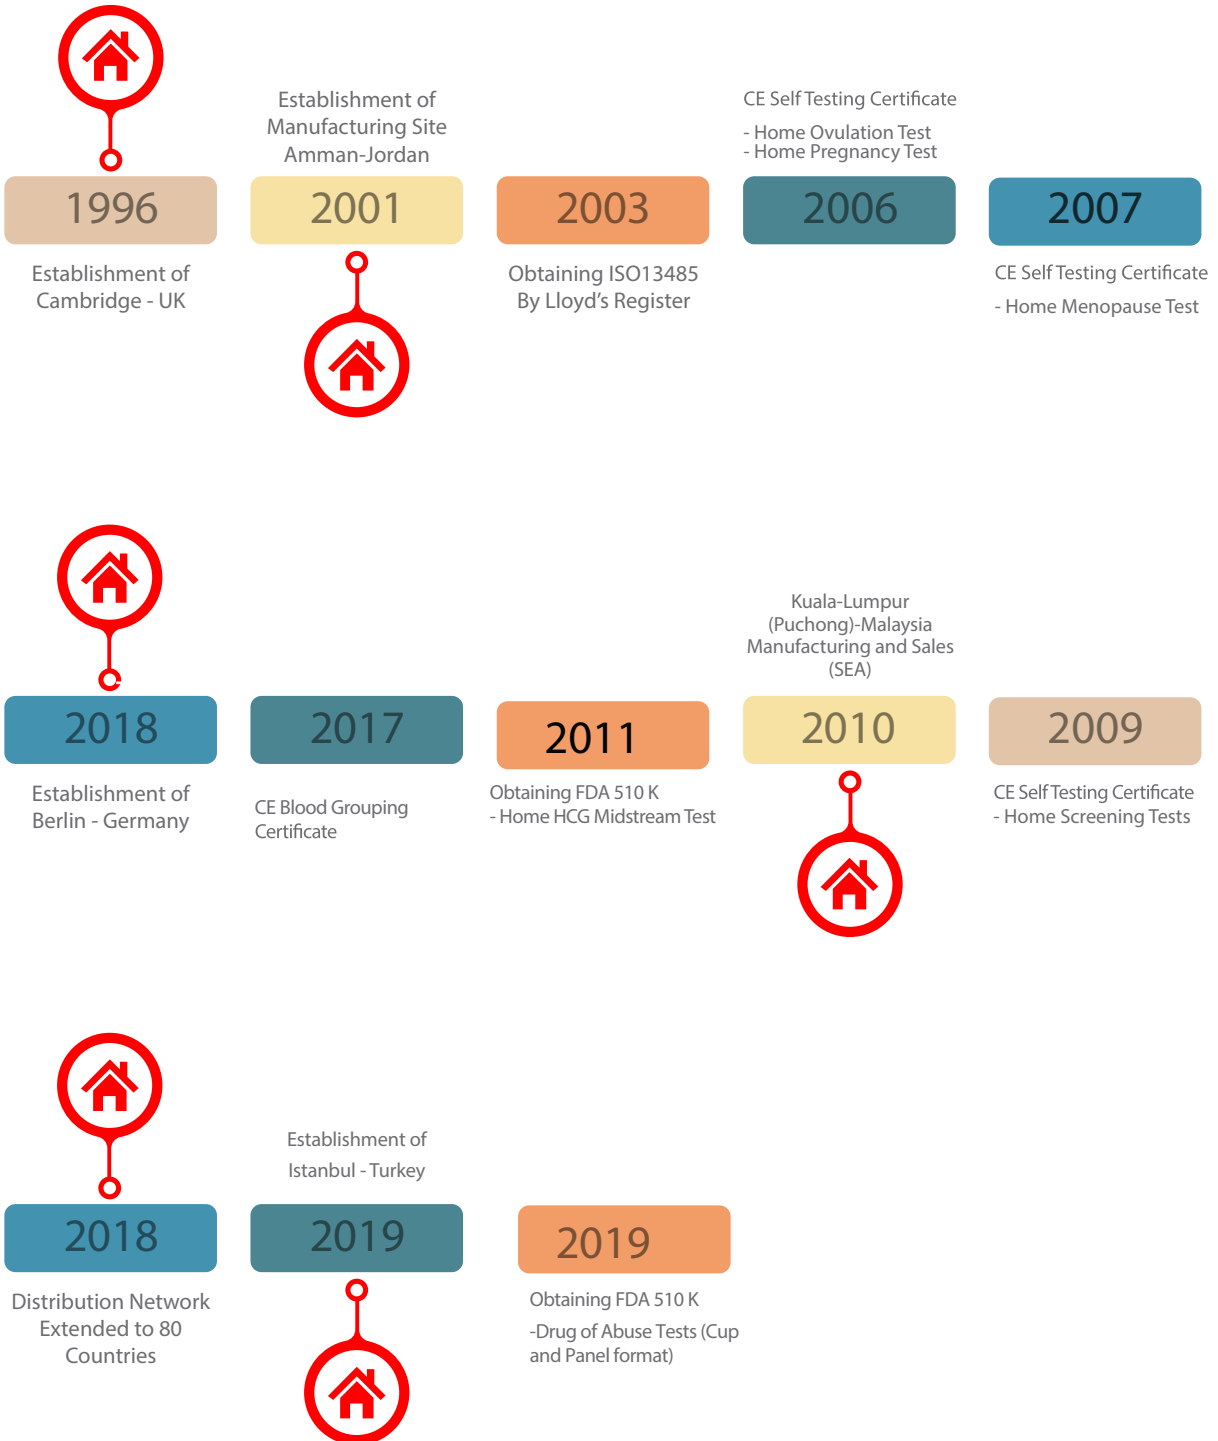 Establishment of
Manufacturing Site
Amman-Jordan
CE Self Testing Certificate
- Home Ovulation Test
- Home Pregnancy Test
1996
2001
2003
2006
2007
Establishment of
Cambridge - UK
Obtaining ISO13485
By Lloyd’s Register
CE Self Testing Certificate
- Home Menopause Test
Kuala-Lumpur
(Puchong)-Malaysia
Manufacturing and Sales
(SEA)
2018
2017
2011
2010
2009
Establishment of
Berlin - Germany
CE Blood Grouping
Certificate
Obtaining FDA 510 K
- Home HCG Midstream Test
CE Self Testing Certificate
- Home Screening Tests
Establishment of
Istanbul - Turkey
2018
2019
2019
Distribution Network
Extended to 80
Countries
Obtaining FDA 510 K
-Drug of Abuse Tests (Cup
and Panel format)